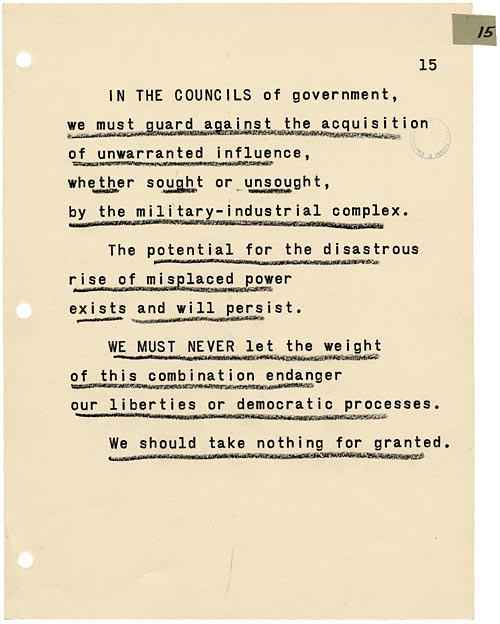 15
15
IN THE COUNCILS of government,
we must guard against the acquisition
of unwarranted influence,
whether sought or unsought,
by the military-industrial complex.
The potential for the disastrous
rise of misplaced power
exists and will persist.
WE MUST NEVER let the weight
of this combination endanger
our liberties or democratic processes.
We should take nothing for granted.